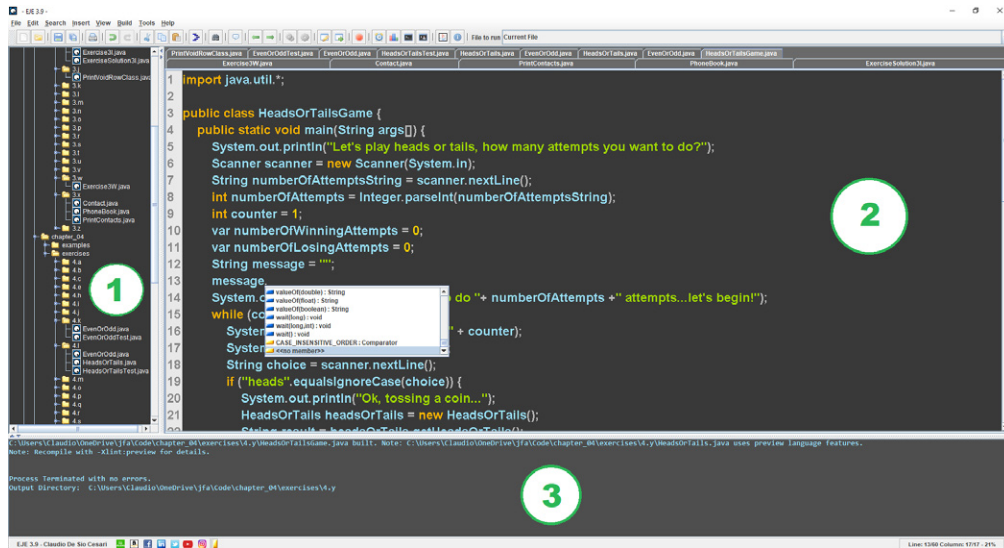 - EJE 3.9 -
File Edit Search Insert View Build Tools Help
File to run Current File
Exercise3I.java
ExerciseSolution3I.java
3.j
PrintVoidRowClass.java
3.k
3.l
3.m
3.n
3.o
3.p
3.r
3.s
3.t
3.u
3.v
3.w
Exercise3W.java
3.x
Contact.java
PhoneBook.java
PrintContacts.java
3.z
chapter_04
examples
exercises
4.a
4.b
4.c
4.e
4.h
4.i
4.j
4.k
EvenOrOdd.java
EvenOrOddTest.java
4.l
EvenOrOdd.java
HeadsOrTails.java
HeadsOrTailsTest.java
4.m
4.o
4.p
4.q
4.r
4.s
1
PrintVoidRowClass.java EvenOrOddTest.java EvenOrOdd.java HeadsOrTailsTest.java HeadsOrTails.java EvenOrOdd.java HeadsOrTails.java EvenOrOdd.java HeadsOrTailsGame.java
Exercise3W.java Contact.java PrintContacts.java PhoneBook.java ExerciseSolution3I.java
1 import java.util.*;
2
3 public class HeadsOrTailsGame {
4 public static void main(String args[]) {
5 System.out.println("Let's play heads or tails, how many attempts you want to do?");
6 Scanner scanner = new Scanner(System.in);
7 String numberOfAttemptsString = scanner.nextLine();
8 int numberOfAttempts = Integer.parseInt(numberOfAttemptsString);
9 int counter = 1;
10 var numberOfWinningAttempts = 0;
11 var numberOfLosingAttempts = 0;
12 String message = "";
13 message.
14 System.o do "+ numberOfAttempts +" attempts...let's begin!");
15 while (co
16 System " + counter);
17 System
18 String choice = scanner.nextLine();
19 if ("heads".equalsIgnoreCase(choice)) {
20 System.out.println("Ok, tossing a coin...");
21 HeadsOrTails headsOrTails = new HeadsOrTails();
22 String result = headsOrTails.getHeadsOrTails();
valueOf(double) : String
valueOf(float) : String
valueOf(boolean) : String
wait(long) : void
wait(long,int) : void
wait() : void
CASE_INSENSITIVE_ORDER : Comparator
<<no member>>
2
C:\Users\Claudio\OneDrive\jfa\Code\chapter_04\exercises\4.y\HeadsOrTailsGame.java built. Note: C:\Users\Claudio\OneDrive\jfa\Code\chapter_04\exercises\4.y\HeadsOrTails.java uses preview language features.
Note: Recompile with -Xlint:preview for details.
Process Terminated with no errors.
Output Directory: C:\Users\Claudio\OneDrive\jfa\Code\chapter_04\exercises\4.y
3
EJE 3.9 - Claudio De Sio Cesari
Line: 13/60 Column: 17/17 - 21%